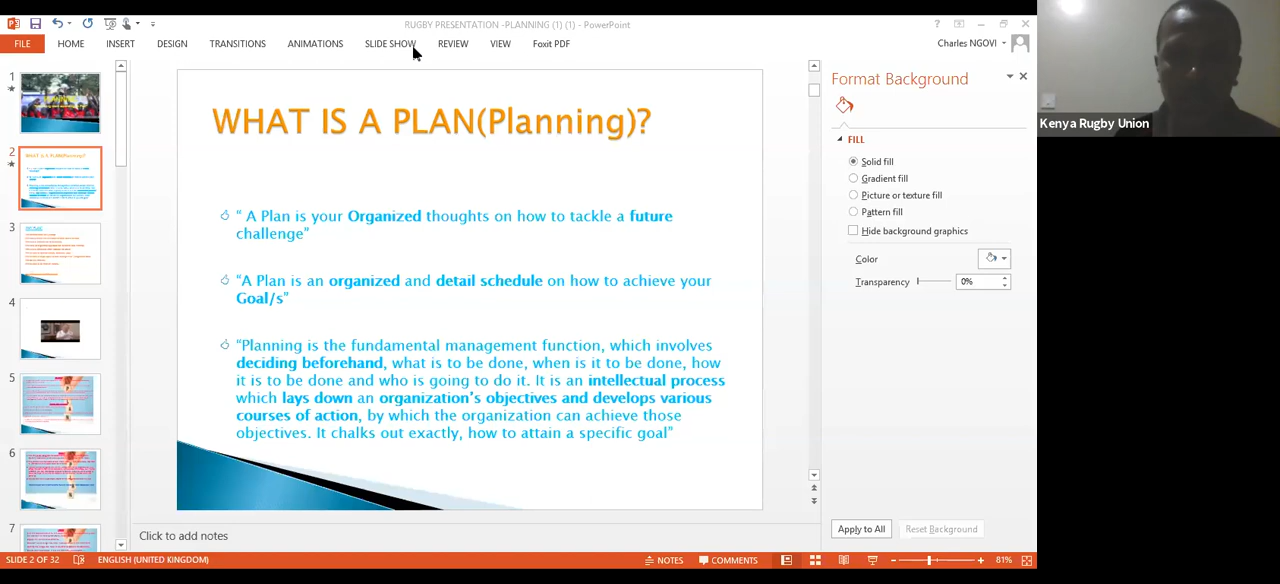 RUGBY PRESENTATION -PLANNING (1) (1) - PowerPoint
FILE HOME INSERT DESIGN TRANSITIONS ANIMATIONS SLIDE SHOW REVIEW VIEW Foxit PDF
Charles NGOVI
Kenya Rugby Union
1
2
3
4
5
6
7
WHAT IS A PLAN(Planning)?
“ A Plan is your Organized thoughts on how to tackle a future
challenge”
“A Plan is an organized and detail schedule on how to achieve your
Goal/s”
“Planning is the fundamental management function, which involves
deciding beforehand, what is to be done, when is it to be done, how
it is to be done and who is going to do it. It is an intellectual process
which lays down an organization’s objectives and develops various
courses of action, by which the organization can achieve those
objectives. It chalks out exactly, how to attain a specific goal”
Format Background
FILL
Solid fill
Gradient fill
Picture or texture fill
Pattern fill
Hide background graphics
Color
Transparency 0%
Apply to All Reset Background
Click to add notes
SLIDE 2 OF 32 ENGLISH (UNITED KINGDOM) NOTES COMMENTS 81%